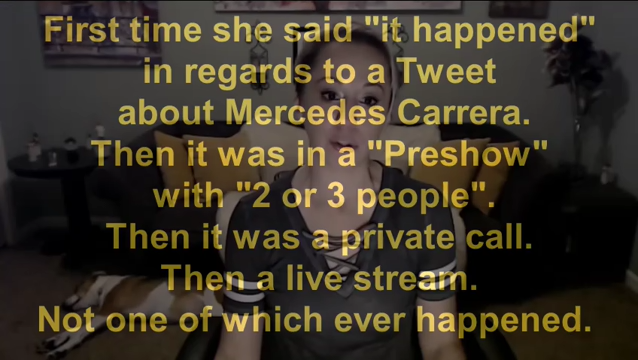 First time she said "it happened"
in regards to a Tweet
about Mercedes Carrera.
Then it was in a "Preshow"
with "2 or 3 people".
Then it was a private call.
Then a live stream.
Not one of which ever happened.